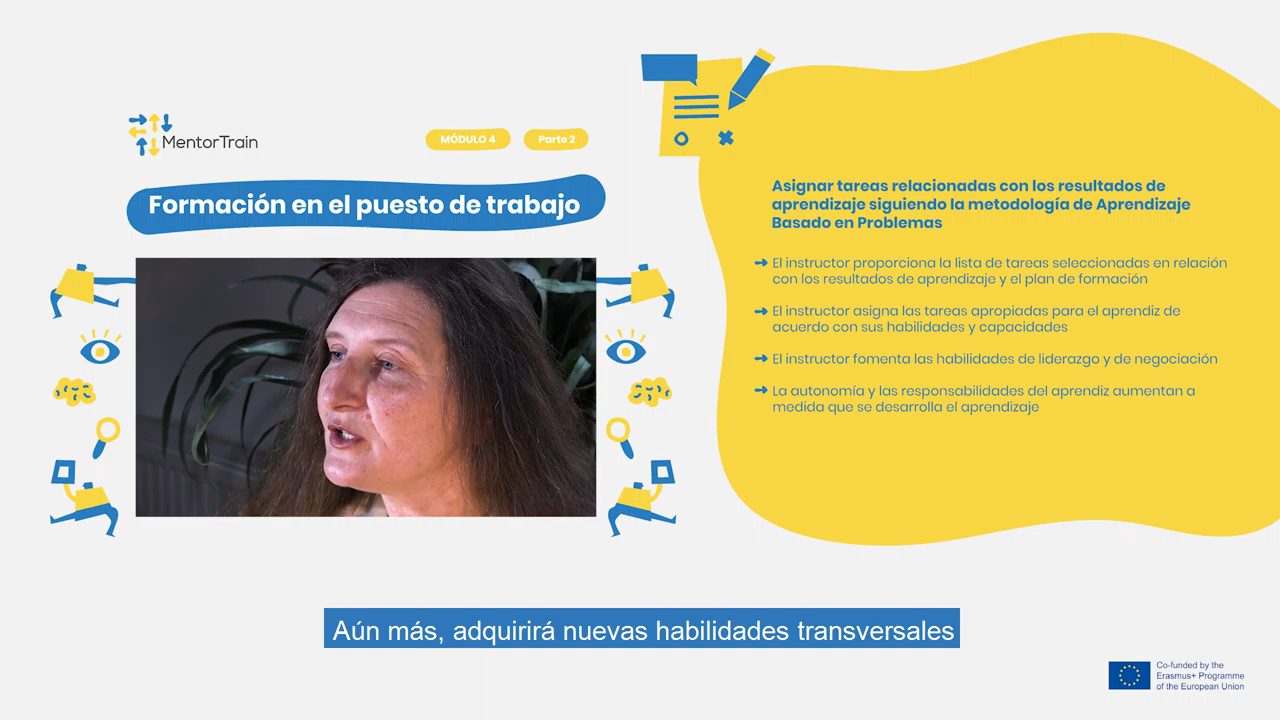 MentorTrain
MÓDULO 4
Parte 2
Formación en el puesto de trabajo
Asignar tareas relacionadas con los resultados de
aprendizaje siguiendo la metodología de Aprendizaje
Basado en Problemas
El instructor proporciona la lista de tareas seleccionadas en relación
con los resultados de aprendizaje y el plan de formación
El instructor asigna las tareas apropiadas para el aprendiz de
acuerdo con sus habilidades y capacidades
El instructor fomenta las habilidades de liderazgo y de negociación
La autonomía y las responsabilidades del aprendiz aumentan a
medida que se desarrolla el aprendizaje
Aún más, adquirirá nuevas habilidades transversales
Co-funded by the
Erasmus+ Programme
of the European Union